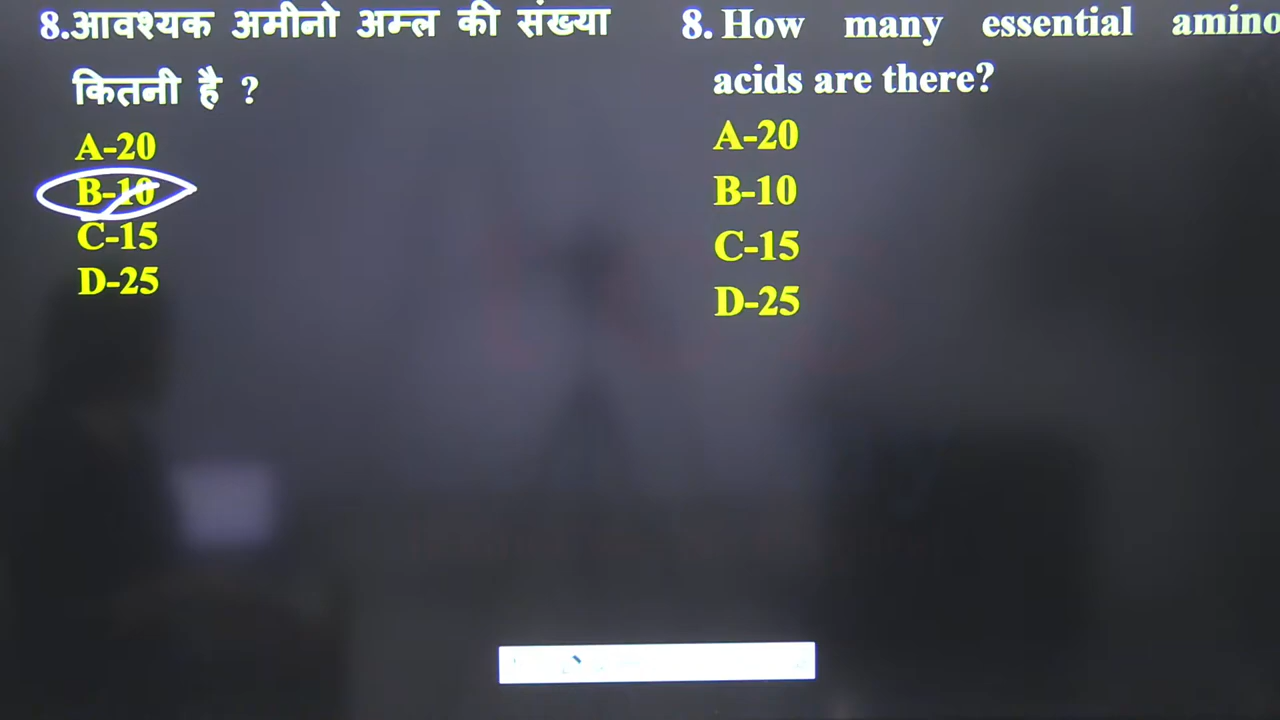 8.आवश्यक अमीनो अम्ल की संख्या
कितनी है ?
A-20
B-10
C-15
D-25
8. How many essential amino
acids are there?
A-20
B-10
C-15
D-25